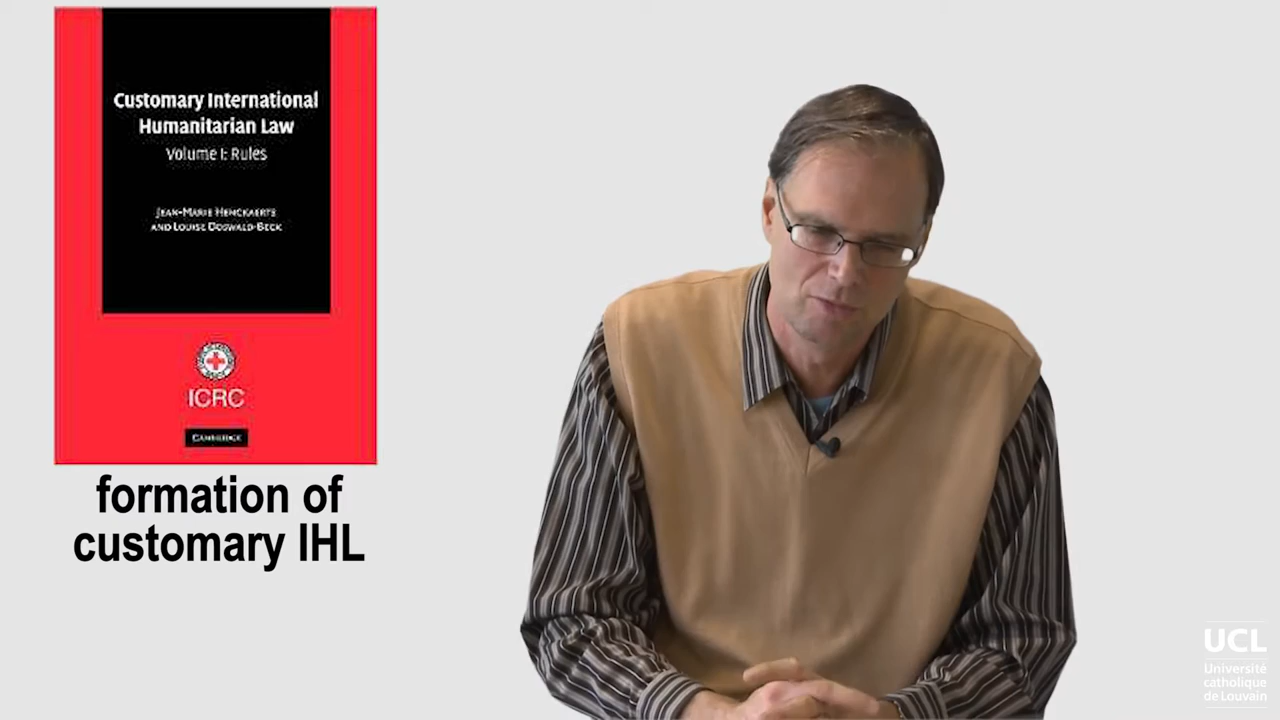 Customary International
Humanitarian Law
Volume I: Rules
Jean-Marie Henckaerts
and Louise Doswald-Beck
ICRC
CAMBRIDGE
formation of
customary IHL
UCL
Université
catholique
de Louvain